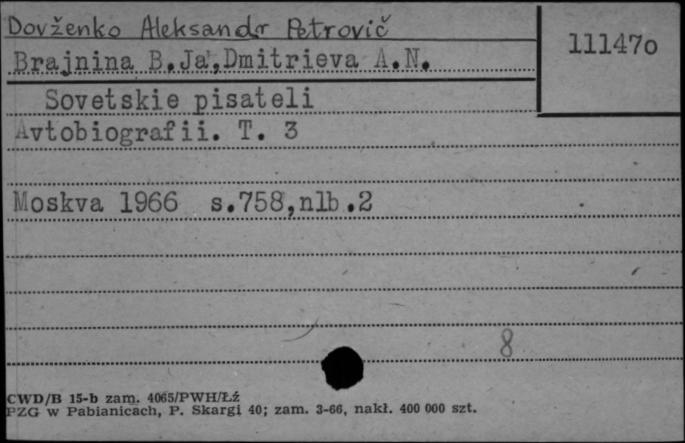 Dovženko Aleksandr Petrovič
111470
Brajnina B.Ja.,Dmitrieva A.N.
Sovetskie pisateli
Avtobiografii. T. 3
Moskva 1966 s.758,nlb.2
8
CWD/B 15-b zam. 4065/PWH/Łź
PZG w Pabianicach, P. Skargi 40; zam. 3-66, nakł. 400 000 szt.